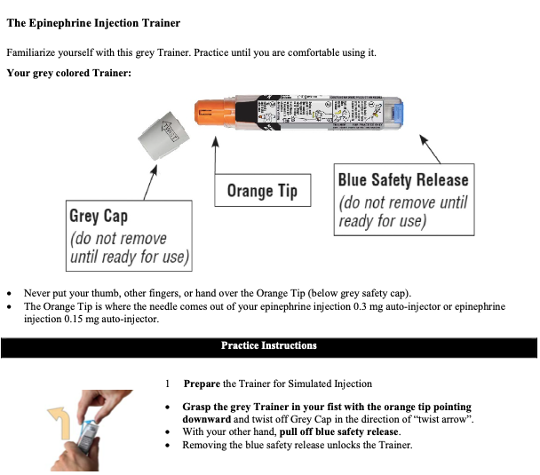 The Epinephrine Injection Trainer
Familiarize yourself with this grey Trainer. Practice until you are comfortable using it.
Your grey colored Trainer:
Orange Tip
Blue Safety Release
(do not remove until
ready for use)
Grey Cap
(do not remove
until ready for use)
• Never put your thumb, other fingers, or hand over the Orange Tip (below grey safety cap).
• The Orange Tip is where the needle comes out of your epinephrine injection 0.3 mg auto-injector or epinephrine
injection 0.15 mg auto-injector.
Practice Instructions
1 Prepare the Trainer for Simulated Injection
• Grasp the grey Trainer in your fist with the orange tip pointing
downward and twist off Grey Cap in the direction of “twist arrow”.
• With your other hand, pull off blue safety release.
• Removing the blue safety release unlocks the Trainer.